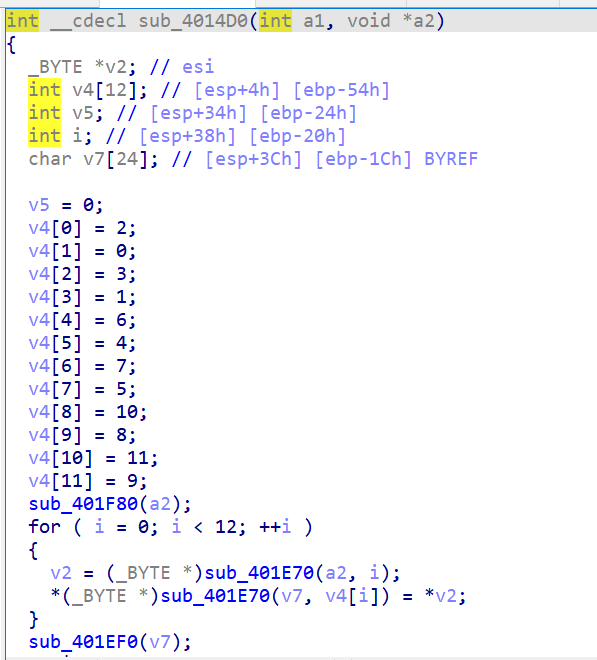 int __cdecl sub_4014D0(int a1, void *a2)
{
  _BYTE *v2; // esi
  int v4[12]; // [esp+4h] [ebp-54h]
  int v5; // [esp+34h] [ebp-24h]
  int i; // [esp+38h] [ebp-20h]
  char v7[24]; // [esp+3Ch] [ebp-1Ch] BYREF

  v5 = 0;
  v4[0] = 2;
  v4[1] = 0;
  v4[2] = 3;
  v4[3] = 1;
  v4[4] = 6;
  v4[5] = 4;
  v4[6] = 7;
  v4[7] = 5;
  v4[8] = 10;
  v4[9] = 8;
  v4[10] = 11;
  v4[11] = 9;
  sub_401F80(a2);
  for ( i = 0; i < 12; ++i )
  {
    v2 = (_BYTE *)sub_401E70(a2, i);
    *(_BYTE *)sub_401E70(v7, v4[i]) = *v2;
  }
  sub_401EF0(v7);